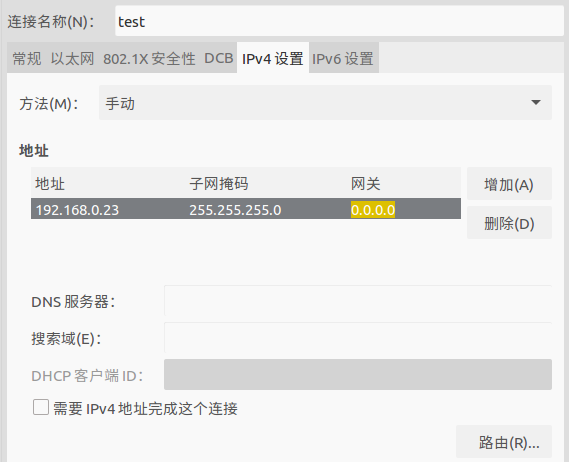 连接名称(N)： test
常规 以太网 802.1X 安全性 DCB IPv4 设置 IPv6 设置
方法(M)： 手动
地址
地址 子网掩码 网关 增加(A)
192.168.0.23 255.255.255.0 0.0.0.0
删除(D)
DNS 服务器：
搜索域(E)：
DHCP 客户端 ID：
需要 IPv4 地址完成这个连接
路由(R)...